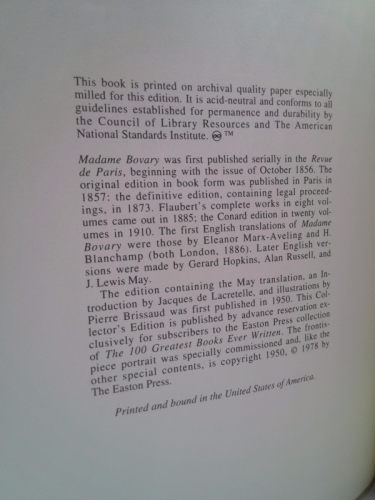 This book is printed on archival quality paper especially
milled for this edition. It is acid-neutral and conforms to all
guidelines established for permanence and durability by
the Council of Library Resources and The American
National Standards Institute. ♾ ™
Madame Bovary was first published serially in the Revue
de Paris, beginning with the issue of October 1856. The
original edition in book form was published in Paris in
1857: the definitive edition, containing legal proceed-
ings, in 1873. Flaubert's complete works in eight vol-
umes came out in 1885; the Conard edition in twenty vol-
umes in 1910. The first English translations of Madame
Bovary were those by Eleanor Marx-Aveling and H.
Blanchamp (both London, 1886). Later English ver-
sions were made by Gerard Hopkins, Alan Russell, and
J. Lewis May.
The edition containing the May translation, an In-
troduction by Jacques de Lacretelle, and illustrations by
Pierre Brissaud was first published in 1950. This Col-
lector's Edition is published by advance reservation ex-
clusively for subscribers to the Easton Press collection
of The 100 Greatest Books Ever Written. The frontis-
piece portrait was specially commissioned and, like the
other special contents, is copyright 1950, © 1978 by
The Easton Press.
Printed and bound in the United States of America.